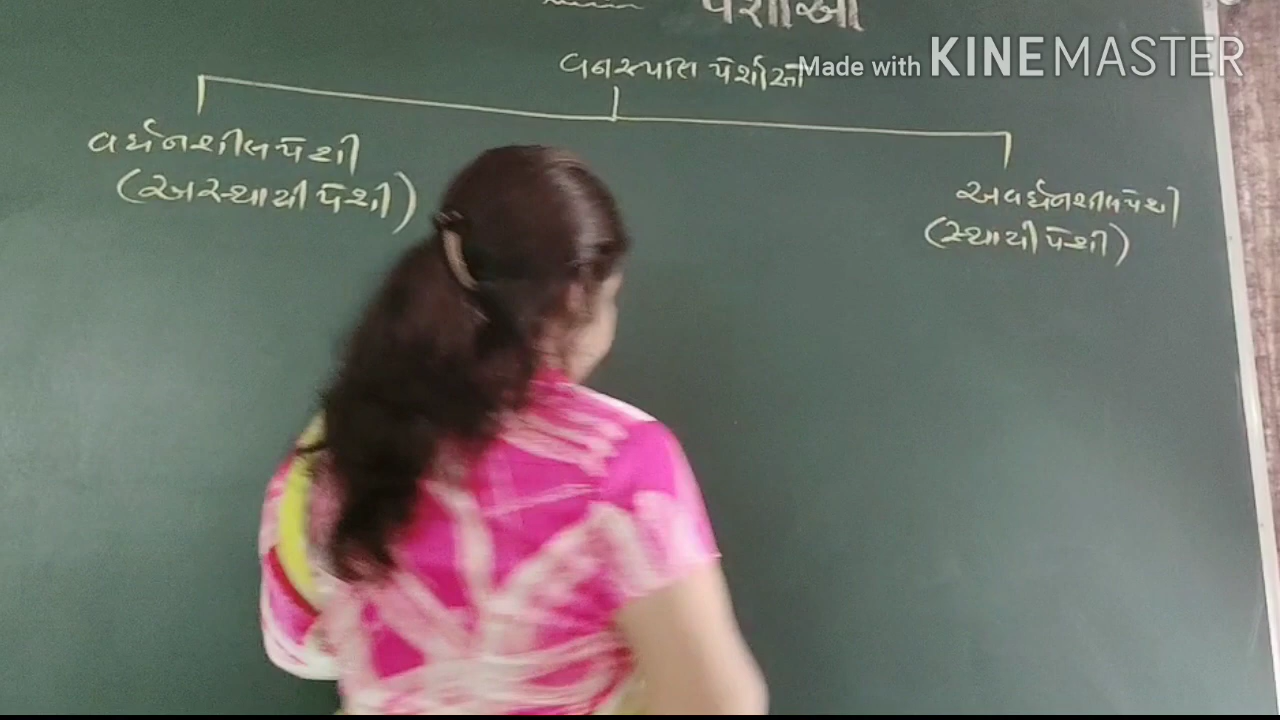 પેશીઓ
વનસ્પતિ પેશીઓ
Made with KINEMASTER
વર્ધનશીલ પેશી
(અસ્થાયી પેશી)
અવર્ધનશીલ પેશી
(સ્થાયી પેશી)